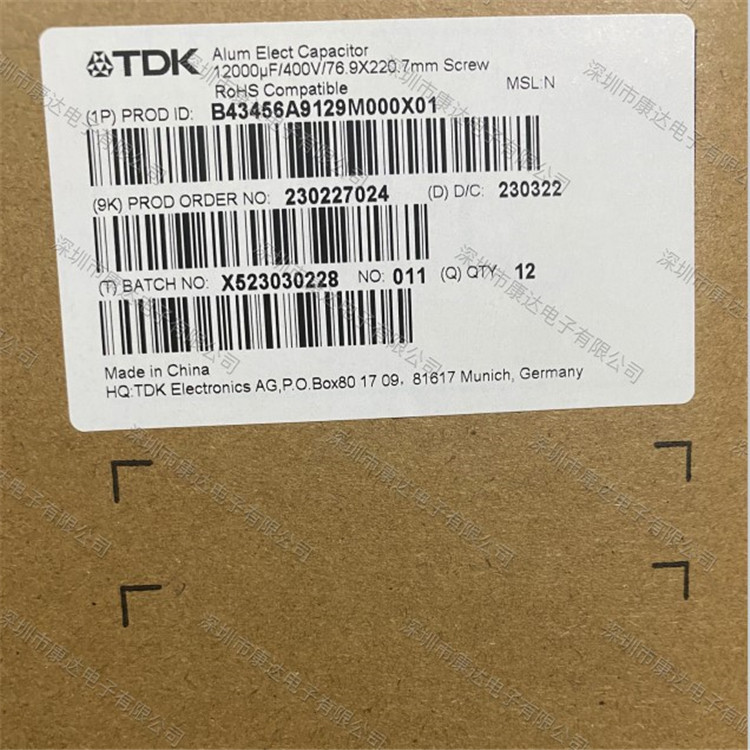 TDK
Alum Elect Capacitor
12000µF/400V/76.9X220.7mm Screw
RoHS Compatible
MSL:N
(1P) PROD ID: B43456A9129M000X01
(9K) PROD ORDER NO: 230227024 (D) D/C: 230322
(T) BATCH NO: X523030228 NO: 011 (Q) QTY 12
Made in China
HQ:TDK Electronics AG,P.O.Box80 17 09, 81617 Munich, Germany
深圳市康达电子有限公司